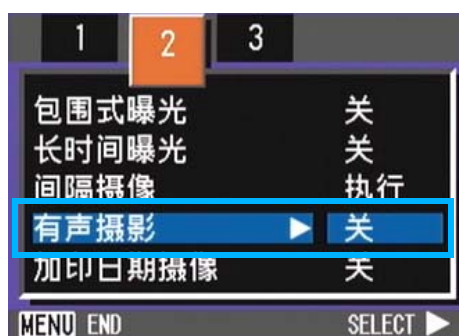 1 2 3
包围式曝光 关
长时间曝光 关
间隔摄像 执行
有声摄影 ▶ 关
加印日期摄像 关
MENU END SELECT ▶